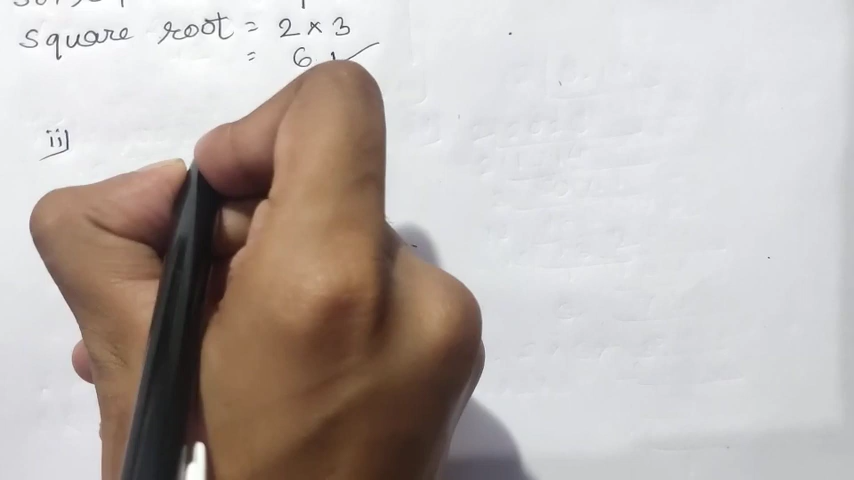 square root = 2 × 3
= 6
ii)